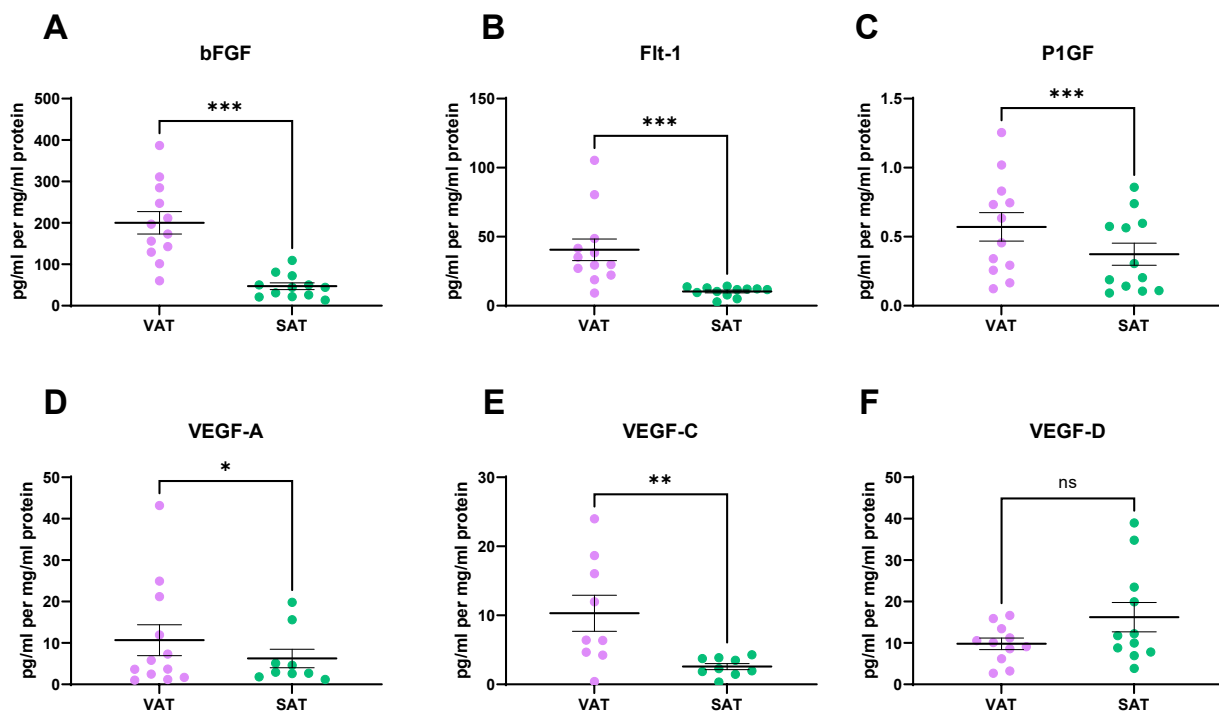 A
bFGF
pg/ml per mg/ml protein
500
400
300
200
100
0
***
VAT
SAT
B
Flt-1
pg/ml per mg/ml protein
150
100
50
0
***
VAT
SAT
C
P1GF
pg/ml per mg/ml protein
1.5
1.0
0.5
0.0
***
VAT
SAT
D
VEGF-A
pg/ml per mg/ml protein
50
40
30
20
10
0
*
VAT
SAT
E
VEGF-C
pg/ml per mg/ml protein
30
20
10
0
**
VAT
SAT
F
VEGF-D
pg/ml per mg/ml protein
50
40
30
20
10
0
ns
VAT
SAT